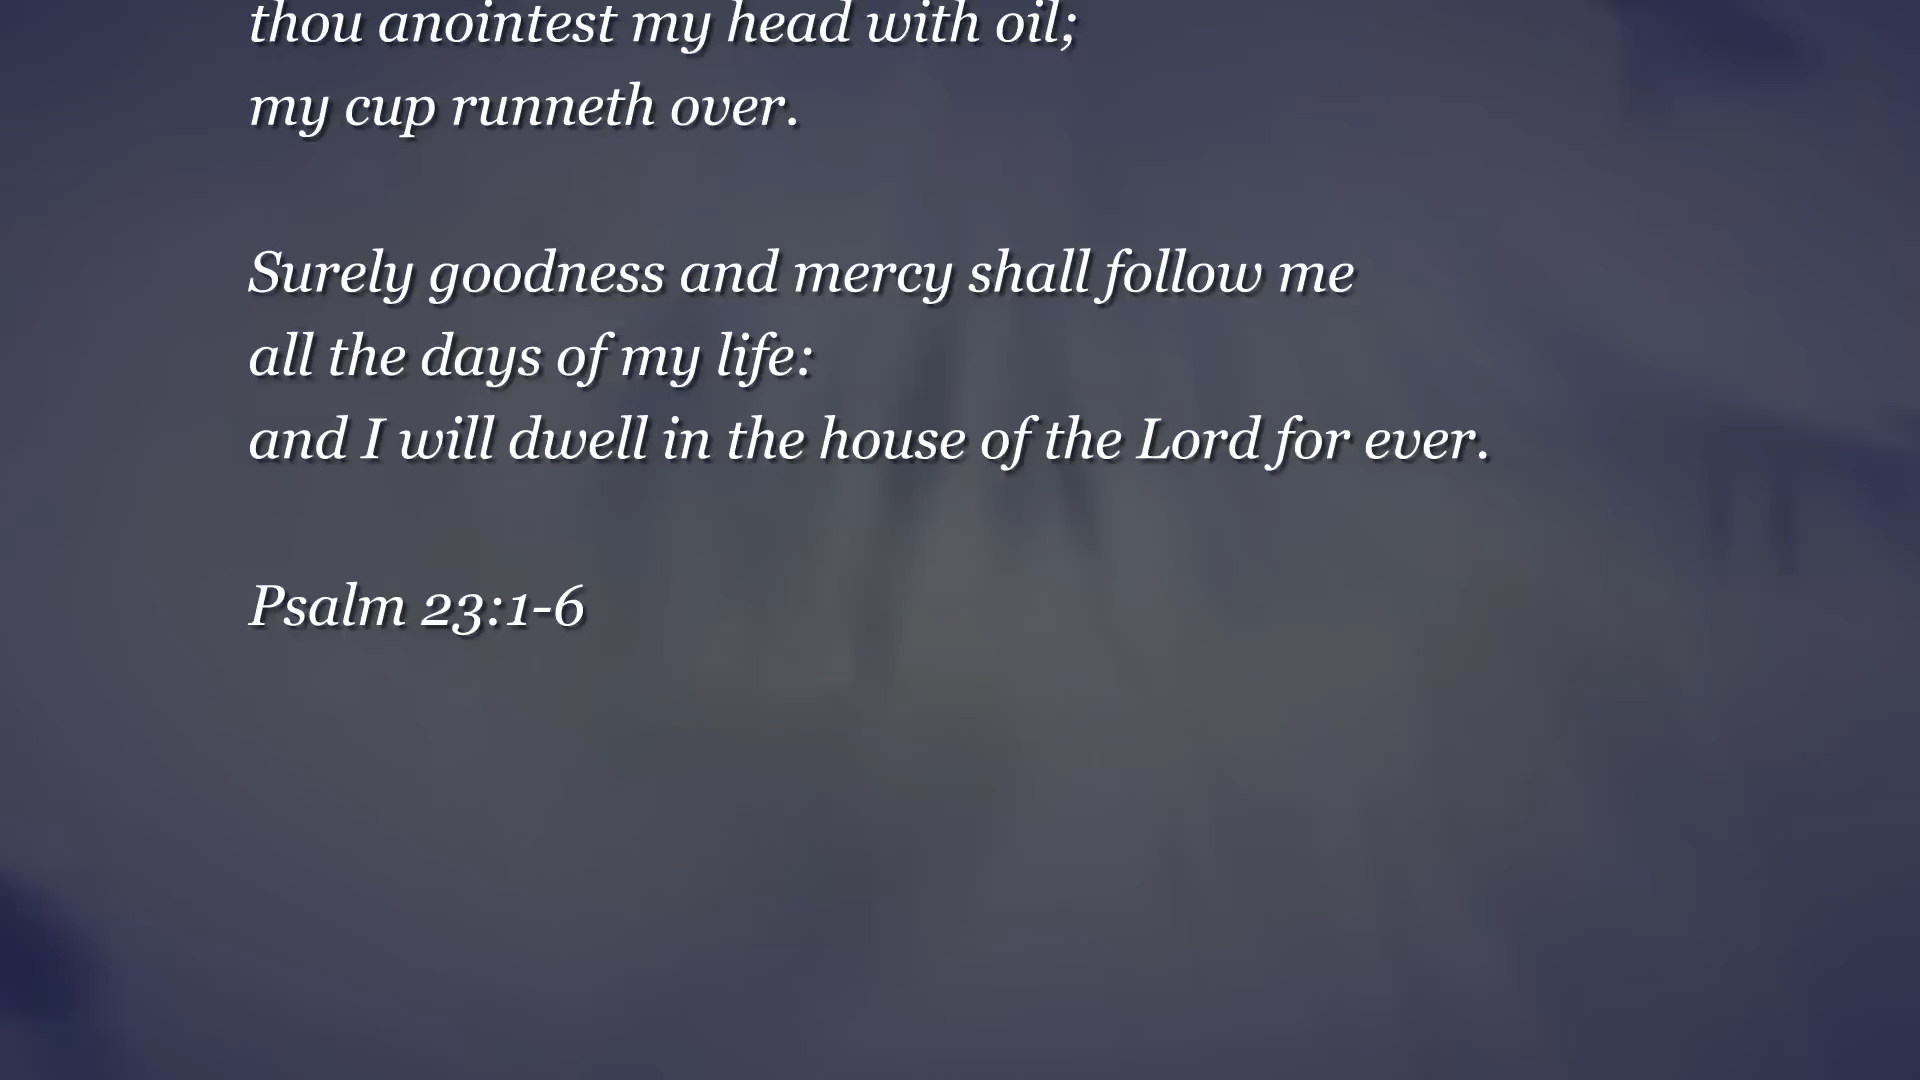 thou anointest my head with oil;
my cup runneth over.
Surely goodness and mercy shall follow me
all the days of my life:
and I will dwell in the house of the Lord for ever.
Psalm 23:1-6